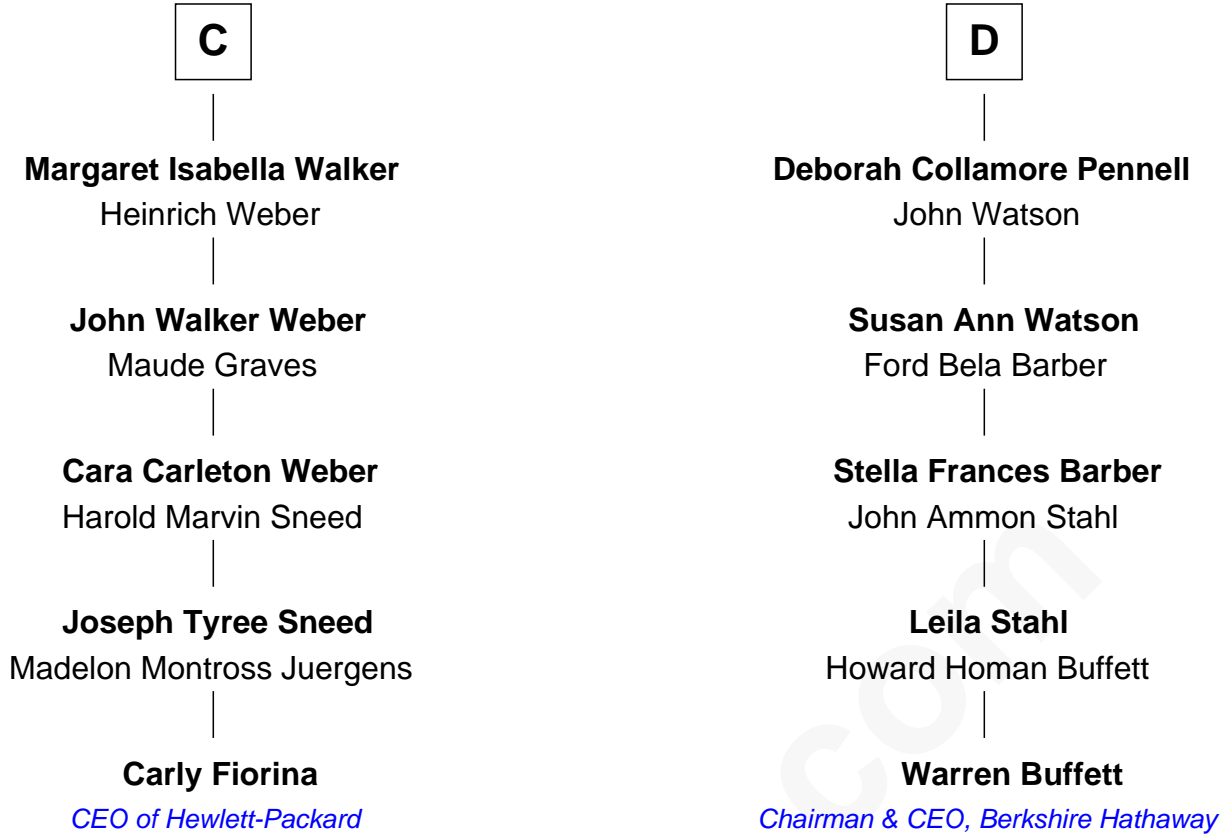 C
Margaret Isabella Walker
Heinrich Weber
John Walker Weber
Maude Graves
Cara Carleton Weber
Harold Marvin Sneed
Joseph Tyree Sneed
Madelon Montross Juergens
Carly Fiorina
CEO of Hewlett-Packard
D
Deborah Collamore Pennell
John Watson
Susan Ann Watson
Ford Bela Barber
Stella Frances Barber
John Ammon Stahl
Leila Stahl
Howard Homan Buffett
Warren Buffett
Chairman & CEO, Berkshire Hathaway
com